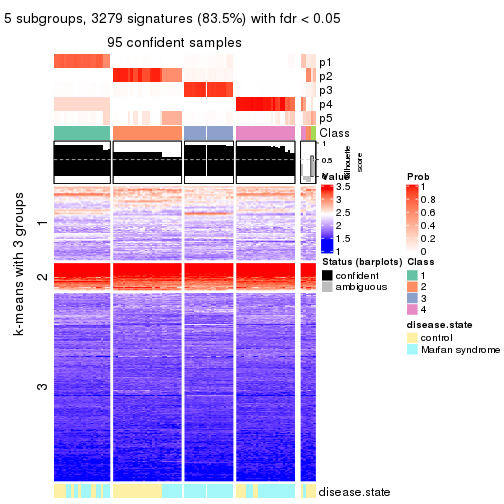 5 subgroups, 3279 signatures (83.5%) with fdr < 0.05
95 confident samples
p1
p2
p3
p4
p5
Class
1
0.5
0
Silhouette
score
k-means with 3 groups
1
2
3
disease.state
Value
3.5
3
2.5
2
1.5
1
Prob
1
0.8
0.6
0.4
0.2
0
Status (barplots)
confident
ambiguous
Class
1
2
3
4
disease.state
control
Marfan syndrome